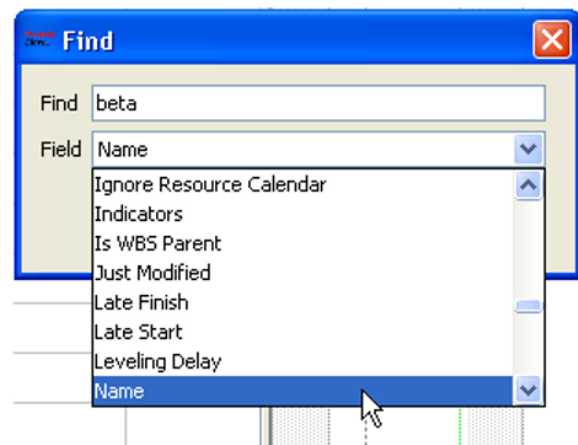 Find
Find beta
Field Name
Ignore Resource Calendar
Indicators
Is WBS Parent
Just Modified
Late Finish
Late Start
Leveling Delay
Name